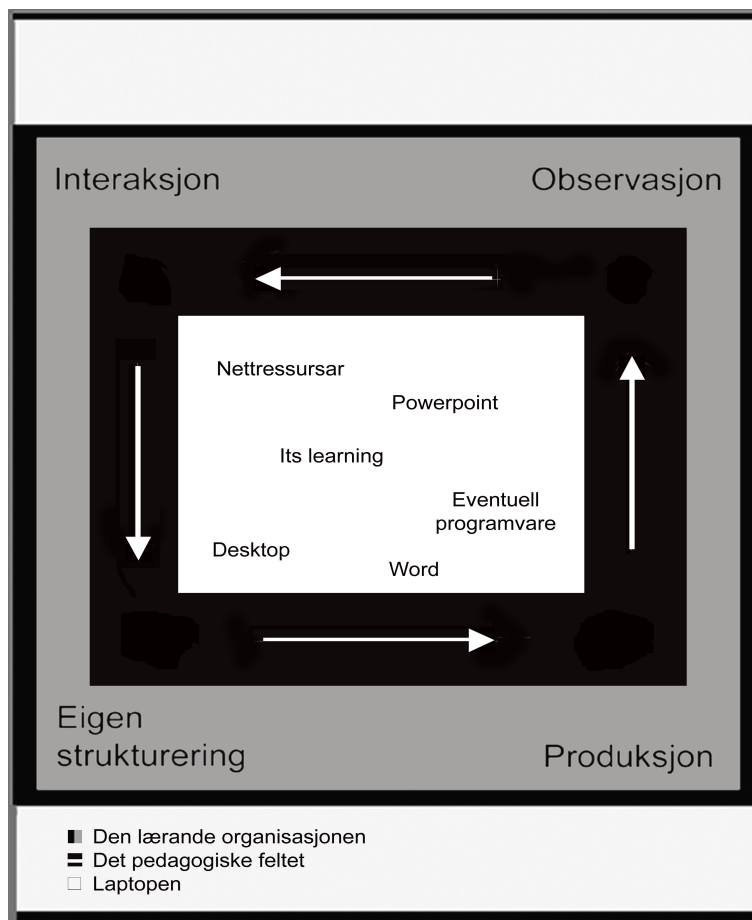 Interaksjon
Observasjon
Nettressursar
Powerpoint
Its learning
Eventuell
programvare
Desktop
Word
Eigen
strukturering
Produksjon
Den lærande organisasjonen
Det pedagogiske feltet
Laptopen